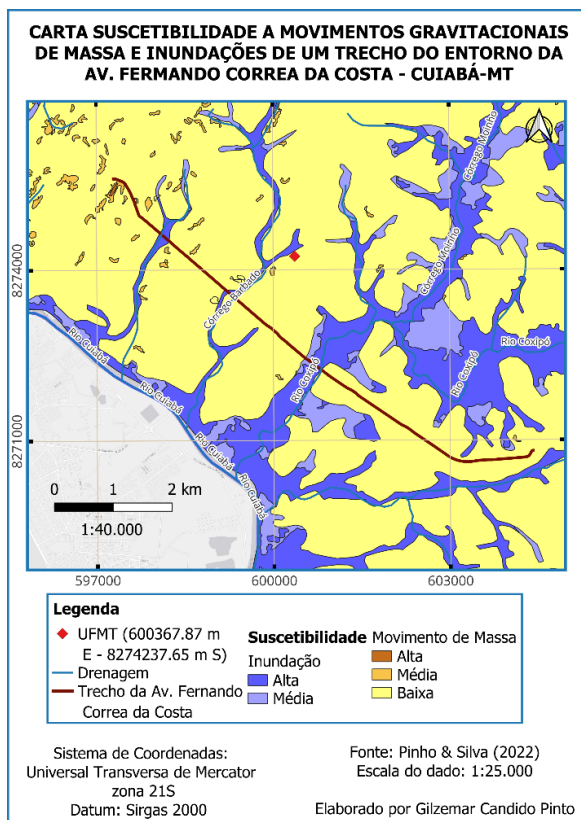 CARTA SUSCETIBILIDADE A MOVIMENTOS GRAVITACIONAIS
DE MASSA E INUNDAÇÕES DE UM TRECHO DO ENTORNO DA
AV. FERNANDO CORREA DA COSTA - CUIABÁ-MT
Córrego Moinho
Córrego Moinho
8274000
Córrego Barbado
Rio Cuiabá
Rio Coxipó
Rio Coxipó
Rio Coxipó
Rio Cuiabá
Rio Cuiabá
Rio Cuiabá
8271000
0 1 2 km
1:40.000
597000 600000 603000
Legenda
UFMT (600367.87 m
E - 8274237.65 m S)
Drenagem
Trecho da Av. Fernando
Correa da Costa
Suscetibilidade
Inundação
Alta
Média
Movimento de Massa
Alta
Média
Baixa
Sistema de Coordenadas:
Universal Transversa de Mercator
zona 21S
Datum: Sirgas 2000
Fonte: Pinho & Silva (2022)
Escala do dado: 1:25.000
Elaborado por Gilzemar Candido Pinto